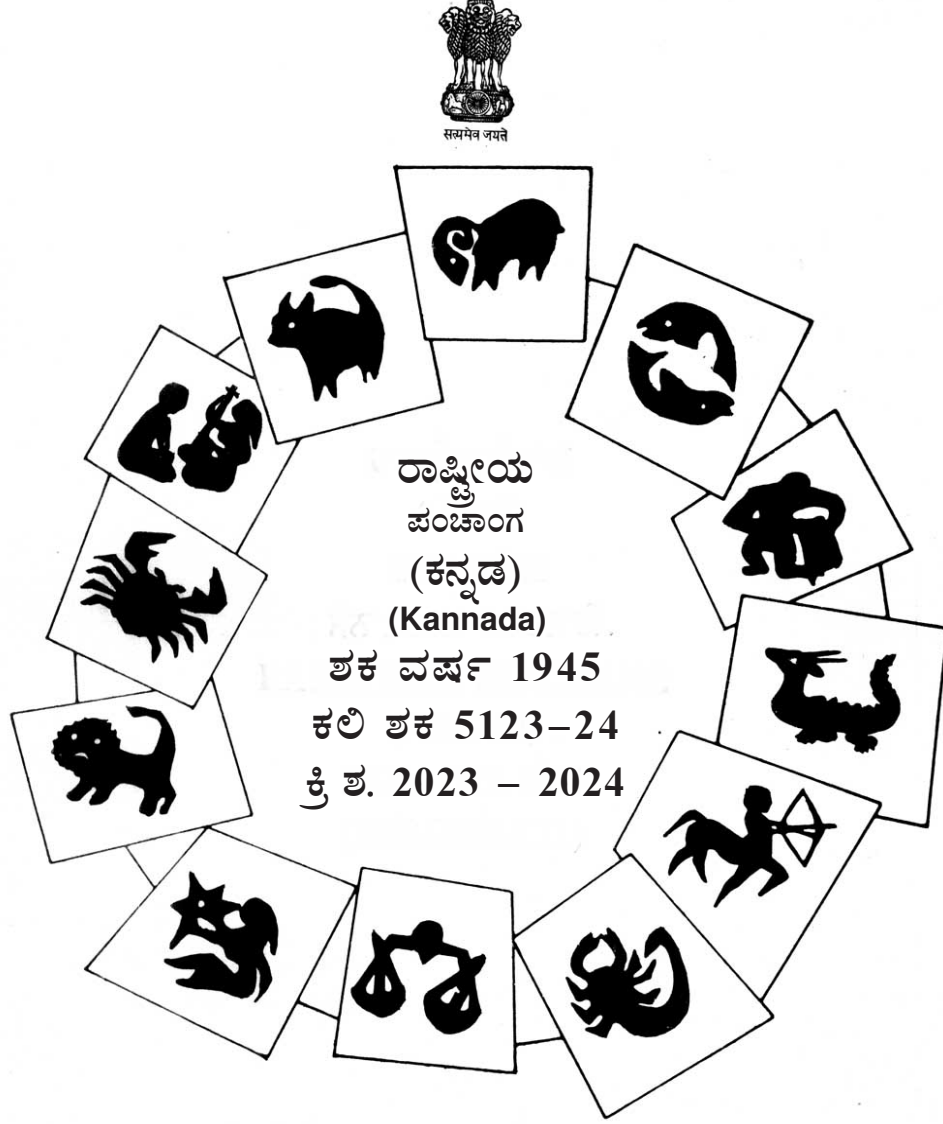 सत्यमेव जयते
ರಾಷ್ಟ್ರೀಯ
ಪಂಚಾಂಗ
(ಕನ್ನಡ)
(Kannada)
ಶಕ ವರ್ಷ 1945
ಕಲಿ ಶಕ 5123–24
ಕ್ರಿ ಶ. 2023 – 2024